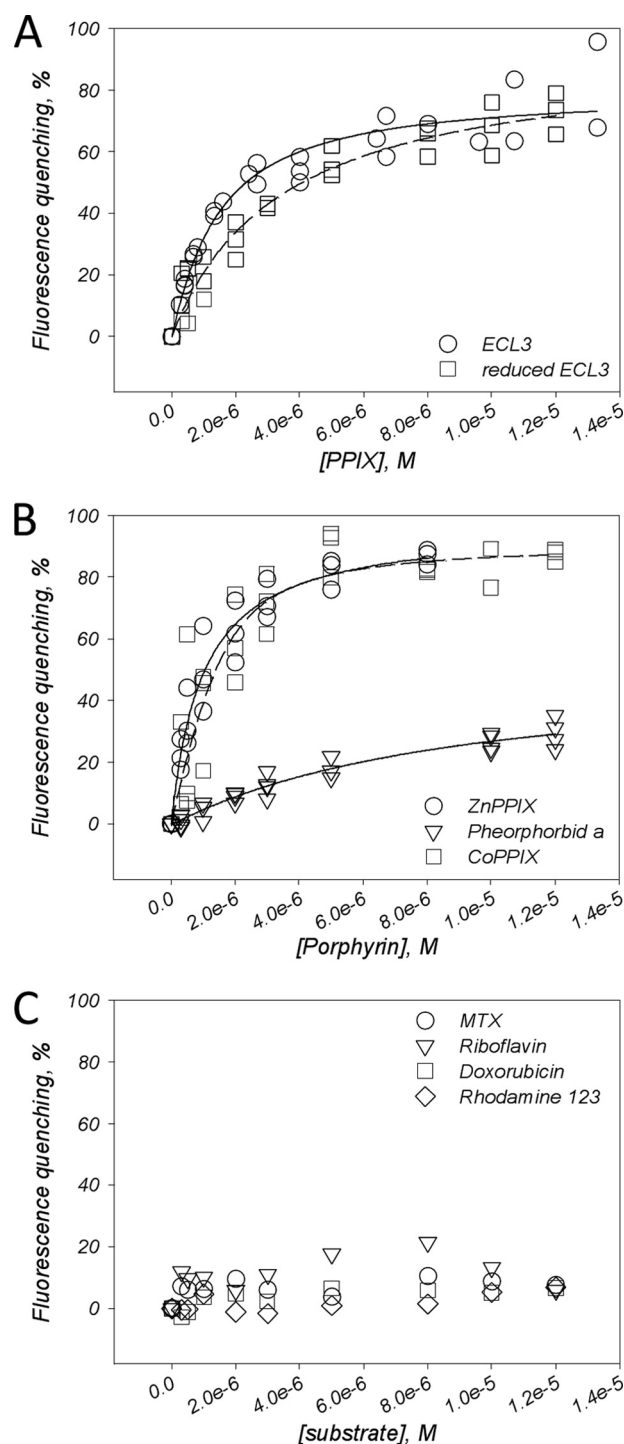 A
Fluorescence quenching, %
100
80
60
40
20
0
ECL3
reduced ECL3
0.0
2.0e-6
4.0e-6
6.0e-6
8.0e-6
1.0e-5
1.2e-5
1.4e-5
[PPIX], M
B
Fluorescence quenching, %
100
80
60
40
20
0
ZnPPIX
Pheorphorbid a
CoPPIX
0.0
2.0e-6
4.0e-6
6.0e-6
8.0e-6
1.0e-5
1.2e-5
1.4e-5
[Porphyrin], M
C
Fluorescence quenching, %
100
80
60
40
20
0
MTX
Riboflavin
Doxorubicin
Rhodamine 123
0.0
2.0e-6
4.0e-6
6.0e-6
8.0e-6
1.0e-5
1.2e-5
1.4e-5
[substrate], M